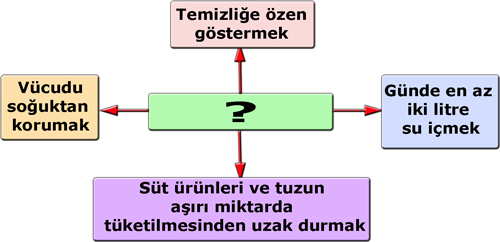 Temizliğe özen
göstermek
Vücudu
soğuktan
korumak
?
Günde en az
iki litre
su içmek
Süt ürünleri ve tuzun
aşırı miktarda
tüketilmesinden uzak durmak